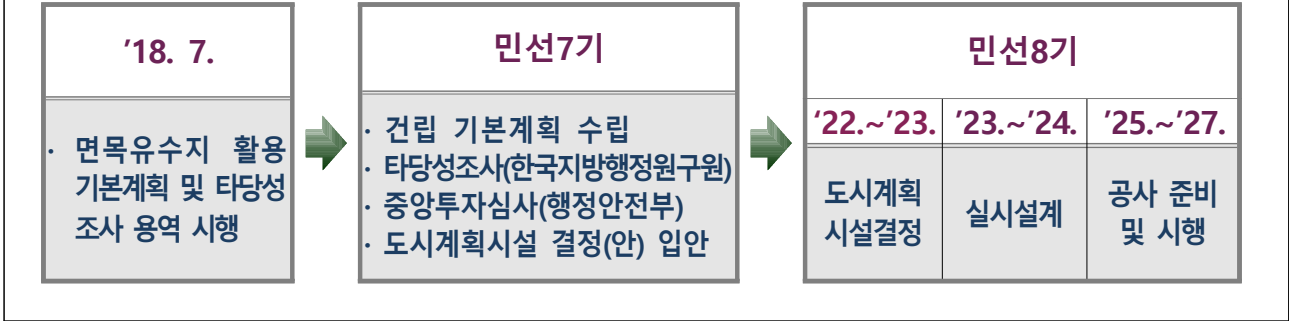 '18. 7.
· 면목유수지 활용
기본계획 및 타당성
조사 용역 시행
민선7기
· 건립 기본계획 수립
· 타당성조사(한국지방행정원구원)
· 중앙투자심사(행정안전부)
· 도시계획시설 결정(안) 입안
민선8기
'22.~'23. '23.~'24. '25.~'27.
도시계획
시설결정
실시설계
공사 준비
및 시행